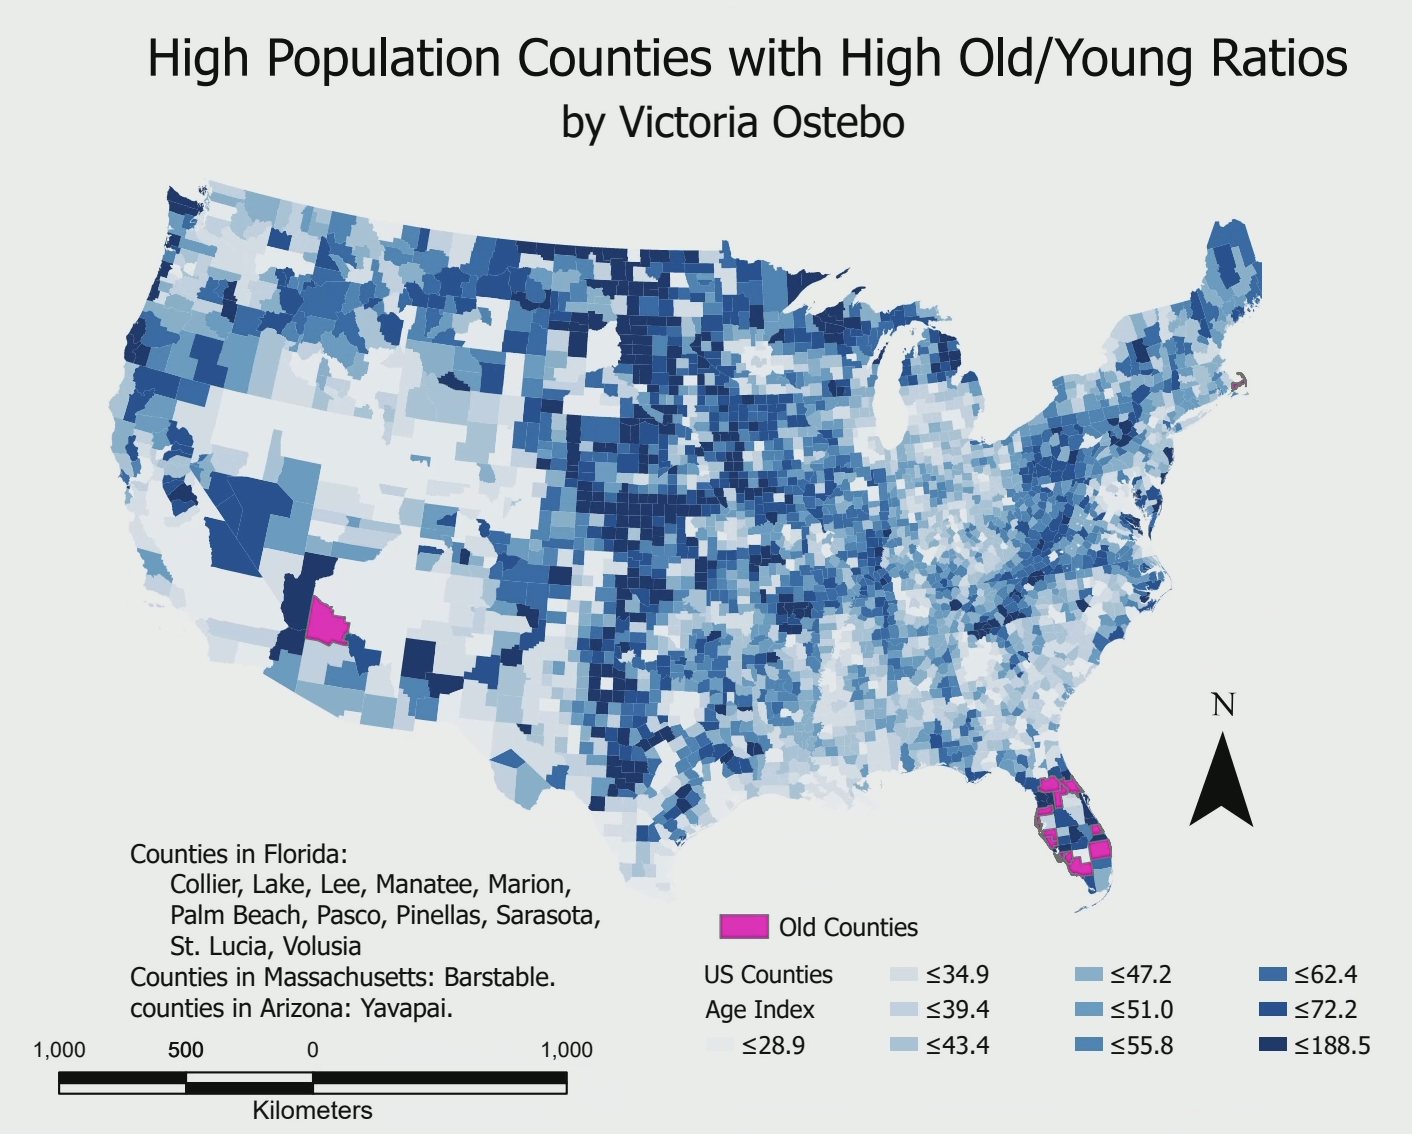 High Population Counties with High Old/Young Ratios
by Victoria Ostebo
N
Counties in Florida:
Collier, Lake, Lee, Manatee, Marion,
Palm Beach, Pasco, Pinellas, Sarasota,
St. Lucia, Volusia
Counties in Massachusetts: Barstable.
counties in Arizona: Yavapai.
1,000 500 0 1,000
Kilometers
Old Counties
US Counties ≤34.9 ≤47.2 ≤62.4
Age Index ≤39.4 ≤51.0 ≤72.2
≤28.9 ≤43.4 ≤55.8 ≤188.5